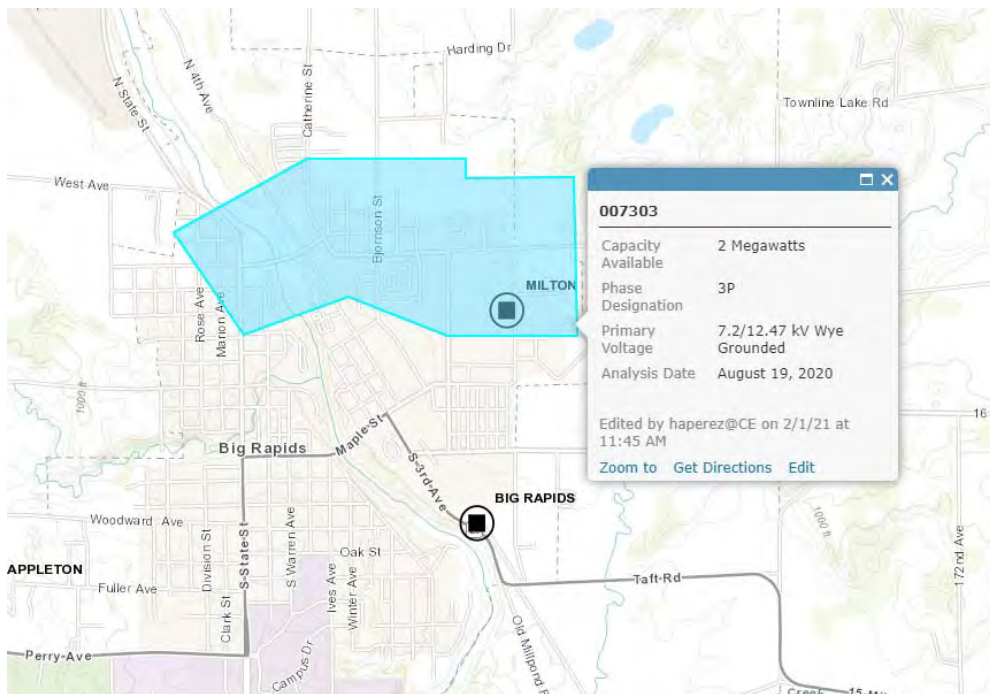 Harding Dr
N 4th Ave
N State St
Catherine St
Townline Lake Rd
West Ave
Bjornson St
MILTON
Rose Ave
Marion Ave
1000 ft
007303
Capacity Available
2 Megawatts
Phase Designation
3P
Primary Voltage
7.2/12.47 kV Wye Grounded
Analysis Date
August 19, 2020
Edited by haperez@CE on 2/1/21 at
11:45 AM
Zoom to Get Directions Edit
16
Maple-St
Big Rapids
S-3rd-Ave
BIG RAPIDS
Woodward Ave
Division St
S-State-St
S Warren Ave
Oak St
1000 ft
APPLETON
Fuller Ave
Ives Ave
Winter Ave
Clark St
Taft-Rd
172nd Ave
Old Millpond
Perry-Ave
Campus Dr
Creek